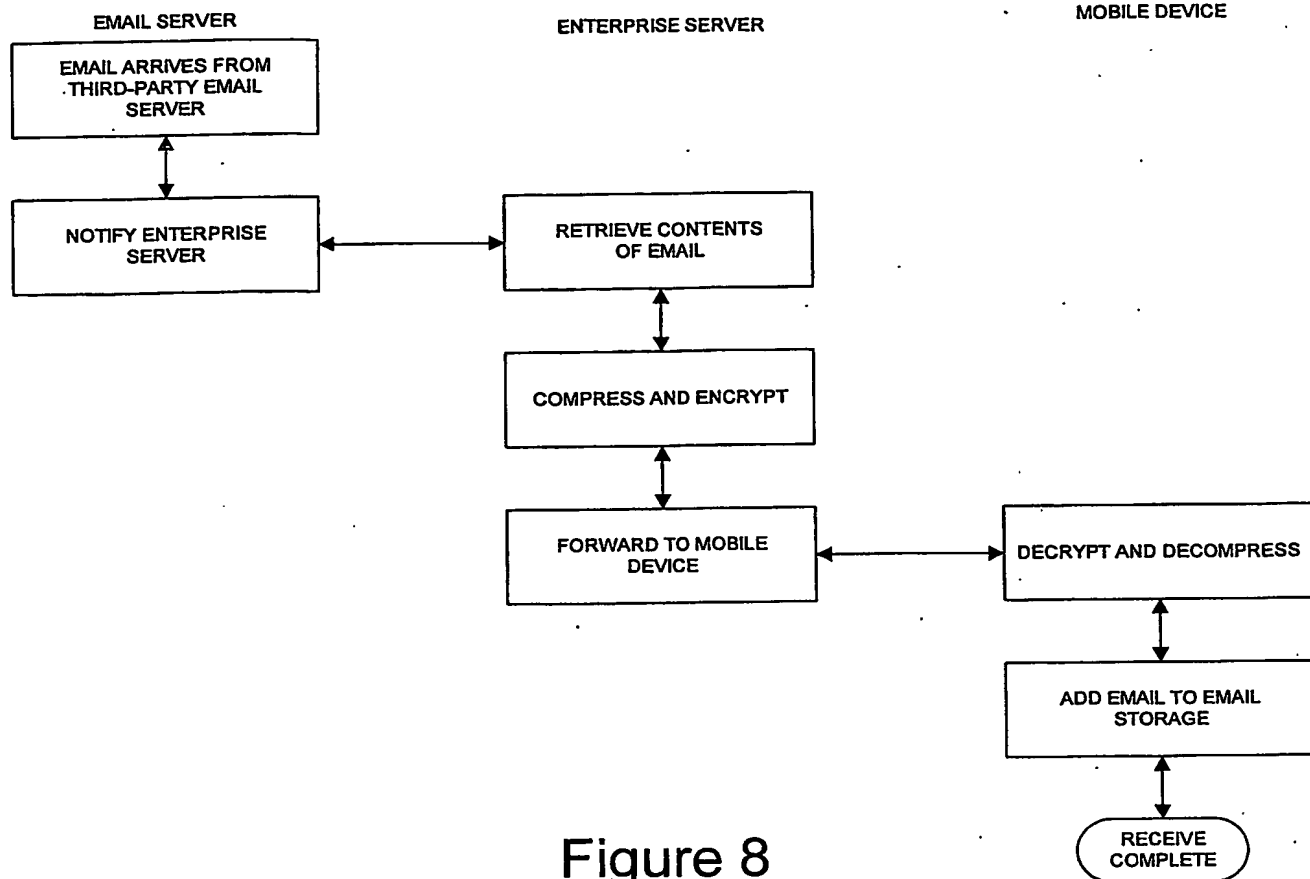 EMAIL SERVER
ENTERPRISE SERVER
MOBILE DEVICE
EMAIL ARRIVES FROM
THIRD-PARTY EMAIL
SERVER
NOTIFY ENTERPRISE
SERVER
RETRIEVE CONTENTS
OF EMAIL
COMPRESS AND ENCRYPT
FORWARD TO MOBILE
DEVICE
DECRYPT AND DECOMPRESS
ADD EMAIL TO EMAIL
STORAGE
RECEIVE
COMPLETE
Figure 8